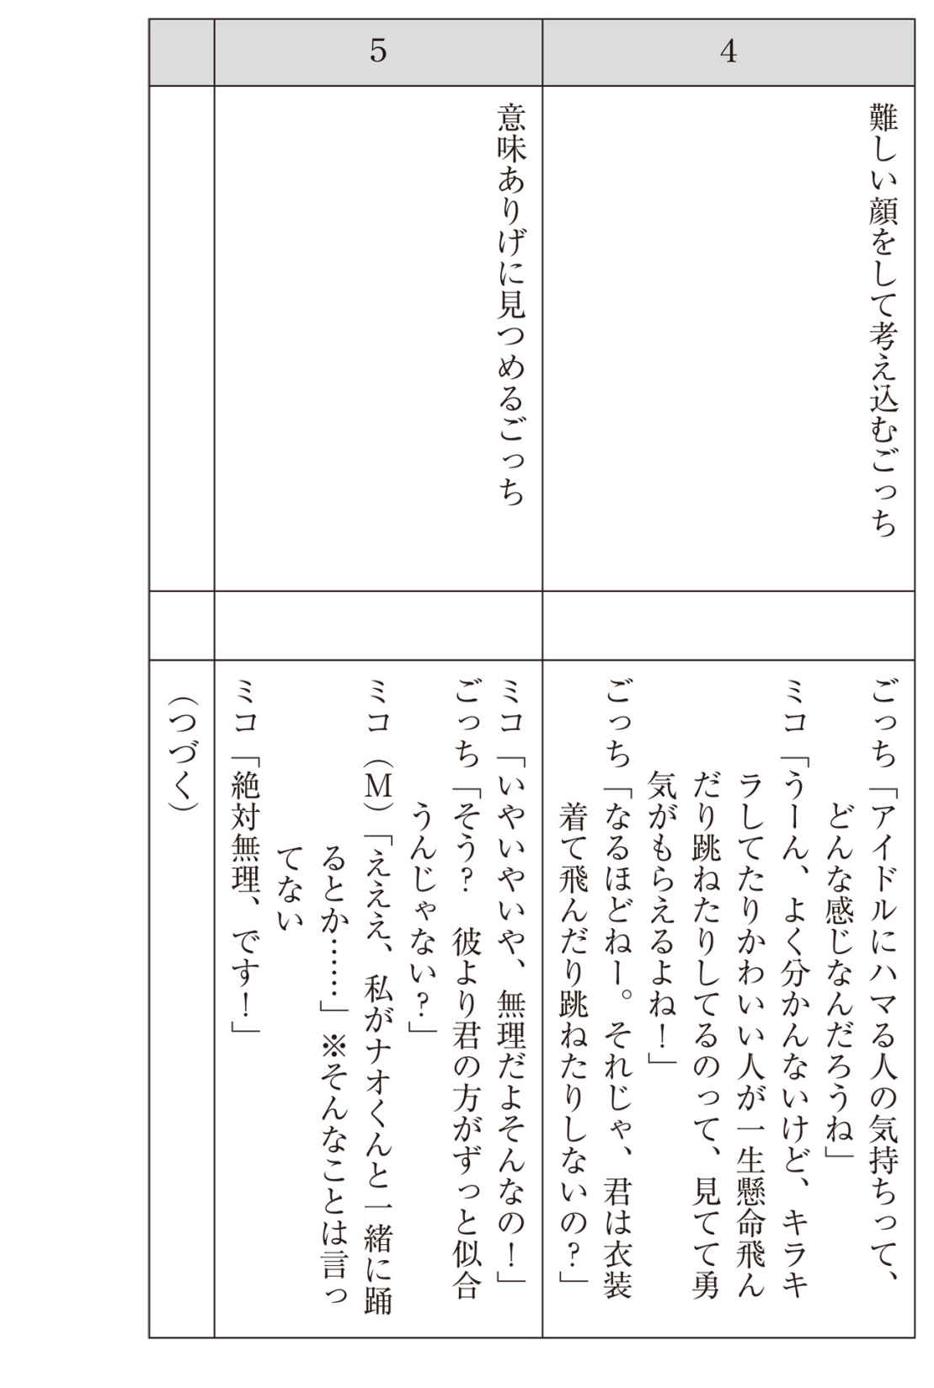 4
難しい顔をして考え込むごっち
ごっち「アイドルにハマる人の気持ちって、
どんな感じなんだろうね」
ミコ「うーん、よく分かんないけど、キラキ
ラしてたりかわいい人が一生懸命飛ん
だり跳ねたりしてるのって、見てて勇
気がもらえるよね！」
ごっち「なるほどねー。それじゃ、君は衣装
着て飛んだり跳ねたりしないの？」
5
意味ありげに見つめるごっち
ミコ「いやいやいや、無理だよそんなの！」
ごっち「そう？　彼より君の方がずっと似合
うんじゃない？」
ミコ（M）「えええ、私がナオくんと一緒に踊
るとか……」※そんなことは言っ
てない
ミコ「絶対無理、です！」
（つづく）